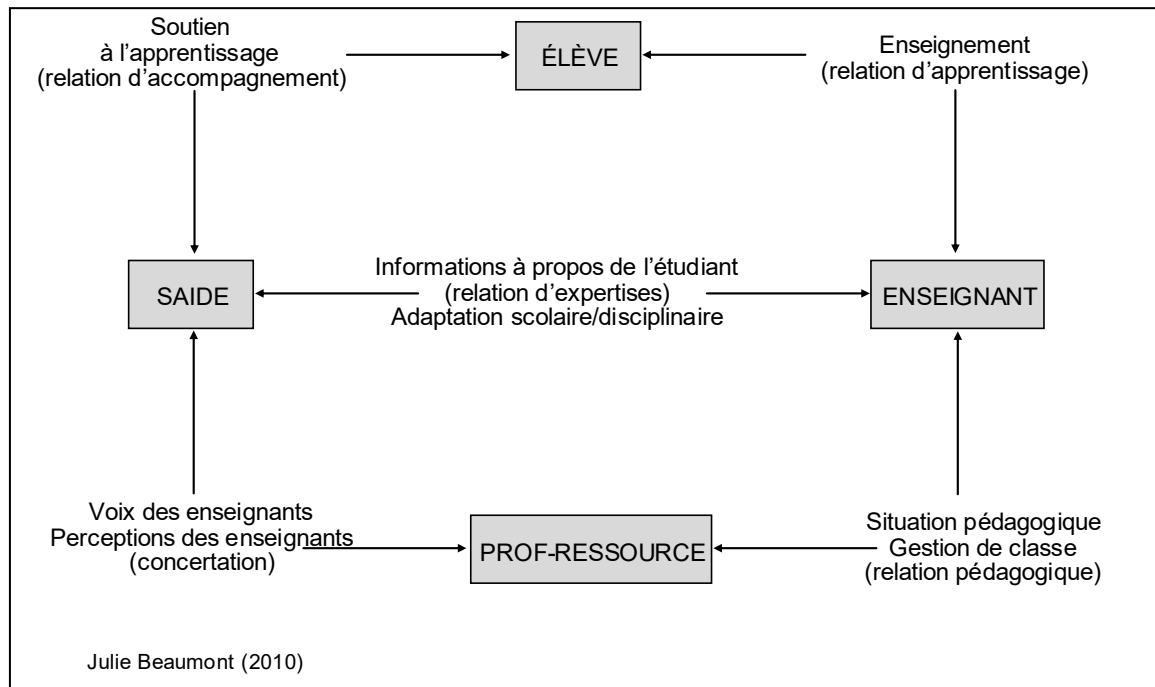 Soutien
à l'apprentissage
(relation d'accompagnement)
ÉLÈVE
Enseignement
(relation d'apprentissage)
SAIDE
Informations à propos de l'étudiant
(relation d'expertises)
Adaptation scolaire/disciplinaire
ENSEIGNANT
Voix des enseignants
Perceptions des enseignants
(concertation)
PROF-RESSOURCE
Situation pédagogique
Gestion de classe
(relation pédagogique)
Julie Beaumont (2010)